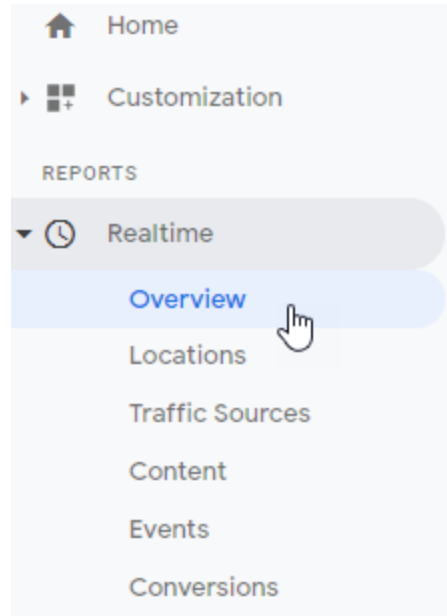 Home
Customization
REPORTS
Realtime
Overview
Locations
Traffic Sources
Content
Events
Conversions